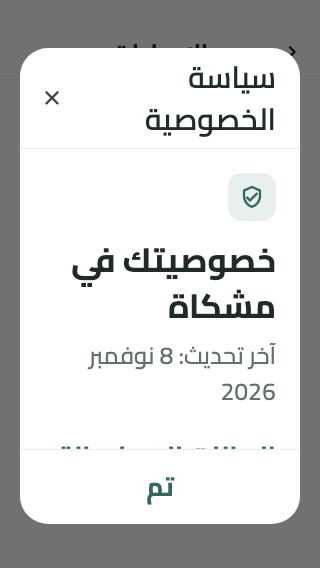 سياسة
الخصوصية
خصوصيتك في
مشكاة
آخر تحديث: 8 نوفمبر
2026
تم